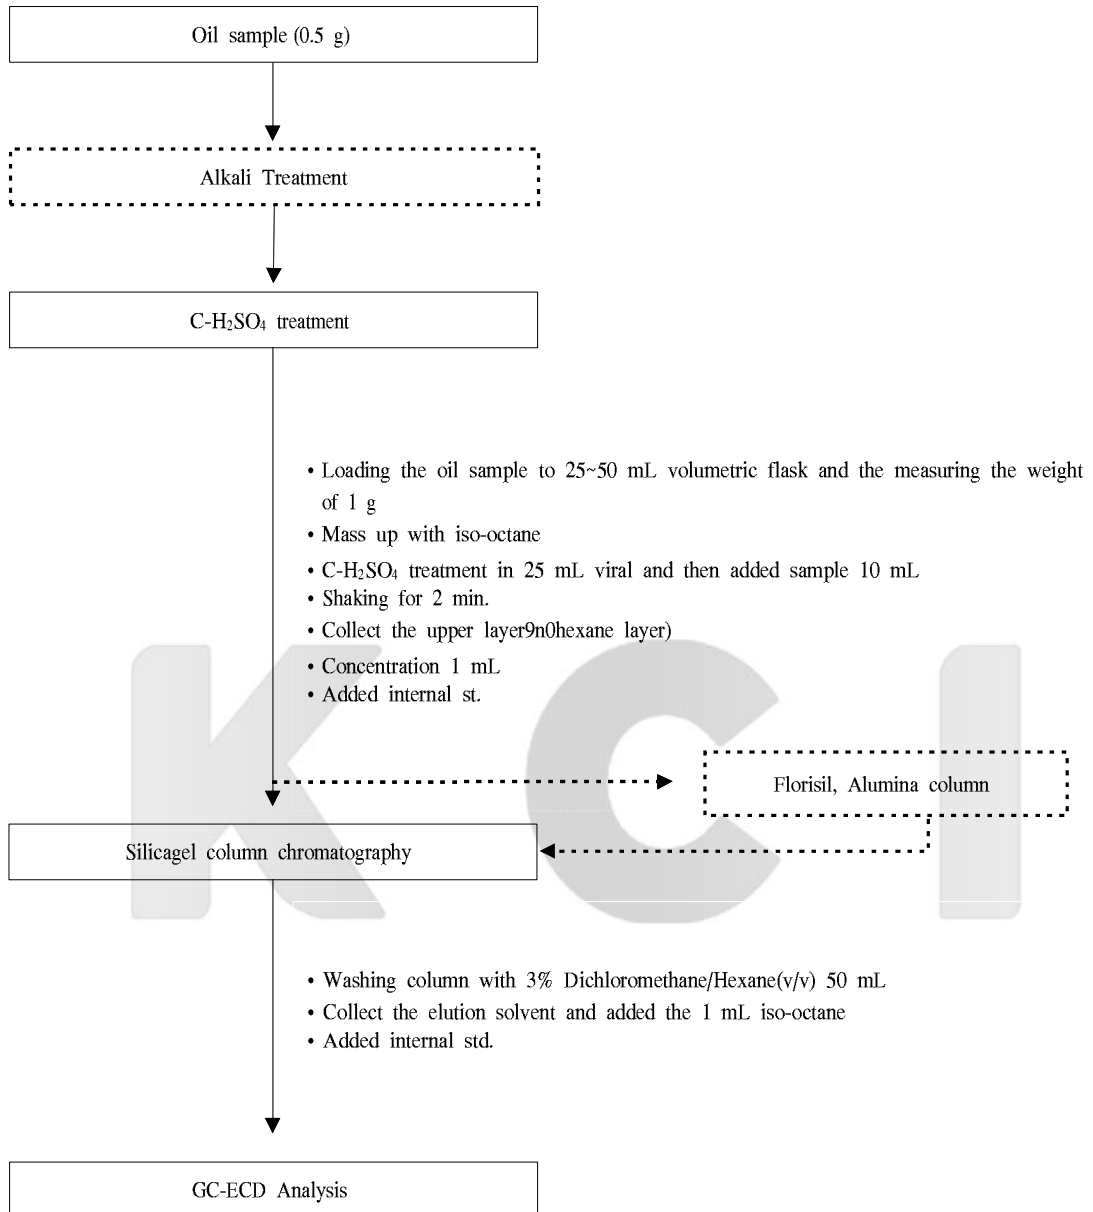 Oil sample (0.5 g)
Alkali Treatment
C-H₂SO₄ treatment
• Loading the oil sample to 25~50 mL volumetric flask and the measuring the weight
of 1 g
• Mass up with iso-octane
• C-H₂SO₄ treatment in 25 mL viral and then added sample 10 mL
• Shaking for 2 min.
• Collect the upper layer9n0hexane layer)
• Concentration 1 mL
• Added internal st.
Florisil, Alumina column
Silicagel column chromatography
• Washing column with 3% Dichloromethane/Hexane(v/v) 50 mL
• Collect the elution solvent and added the 1 mL iso-octane
• Added internal std.
GC-ECD Analysis
KCI